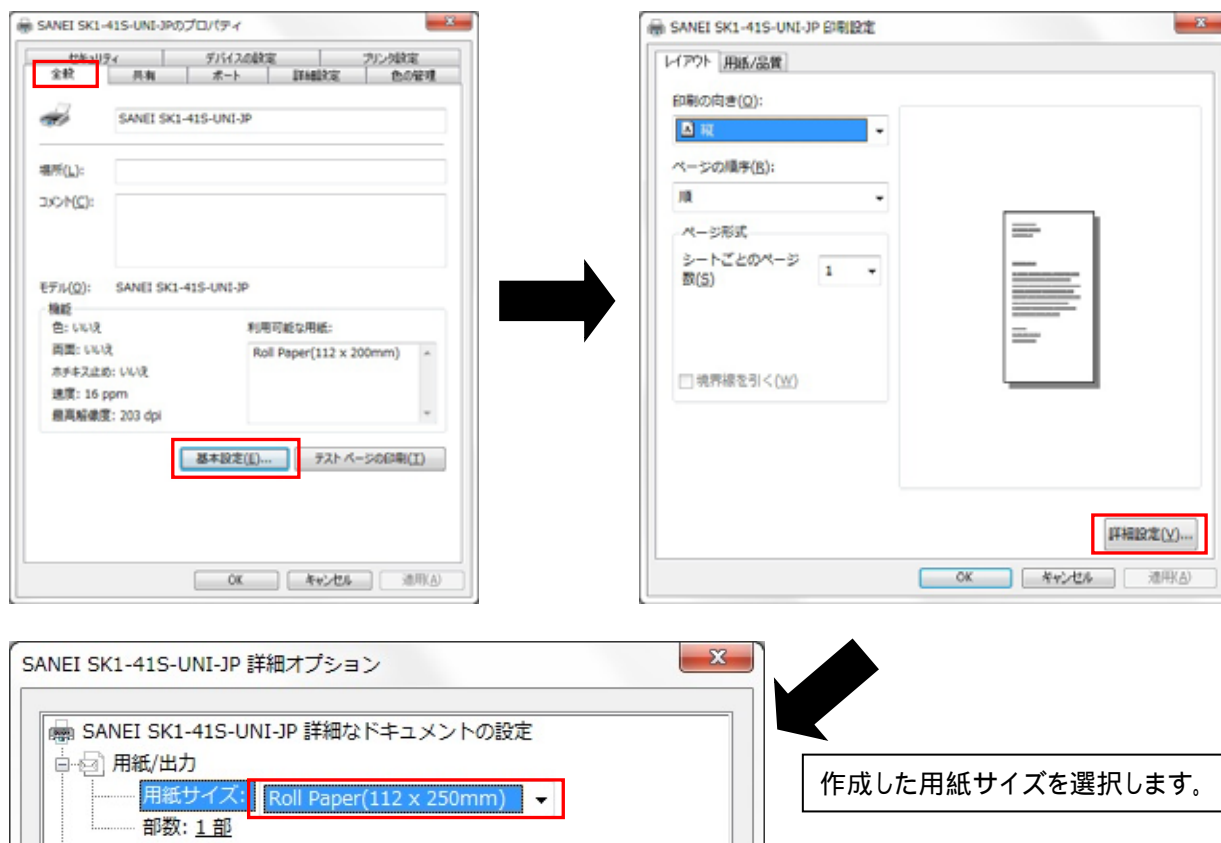 SANEI SK1-41S-UNI-JPのプロパティ
セキュリティ デバイスの設定 プリンタ設定
全般 共有 ポート 詳細設定 色の管理
SANEI SK1-41S-UNI-JP
場所(L):
コメント(C):
モデル(O): SANEI SK1-41S-UNI-JP
機能
色: いいえ 利用可能な用紙:
両面: いいえ Roll Paper(112 x 200mm)
ホチキス止め: いいえ
速度: 16 ppm
最高解像度: 203 dpi
基本設定(E)... テスト ページの印刷(T)
OK キャンセル 適用(A)
SANEI SK1-41S-UNI-JP 印刷設定
レイアウト 用紙/品質
印刷の向き(O):
縦
ページの順序(R):
順
ページ形式
シートごとのページ
数(S) 1
境界線を引く(W)
詳細設定(V)...
OK キャンセル 適用(A)
SANEI SK1-41S-UNI-JP 詳細オプション
SANEI SK1-41S-UNI-JP 詳細なドキュメントの設定
用紙/出力
用紙サイズ: Roll Paper(112 x 250mm)
部数: 1 部
作成した用紙サイズを選択します。